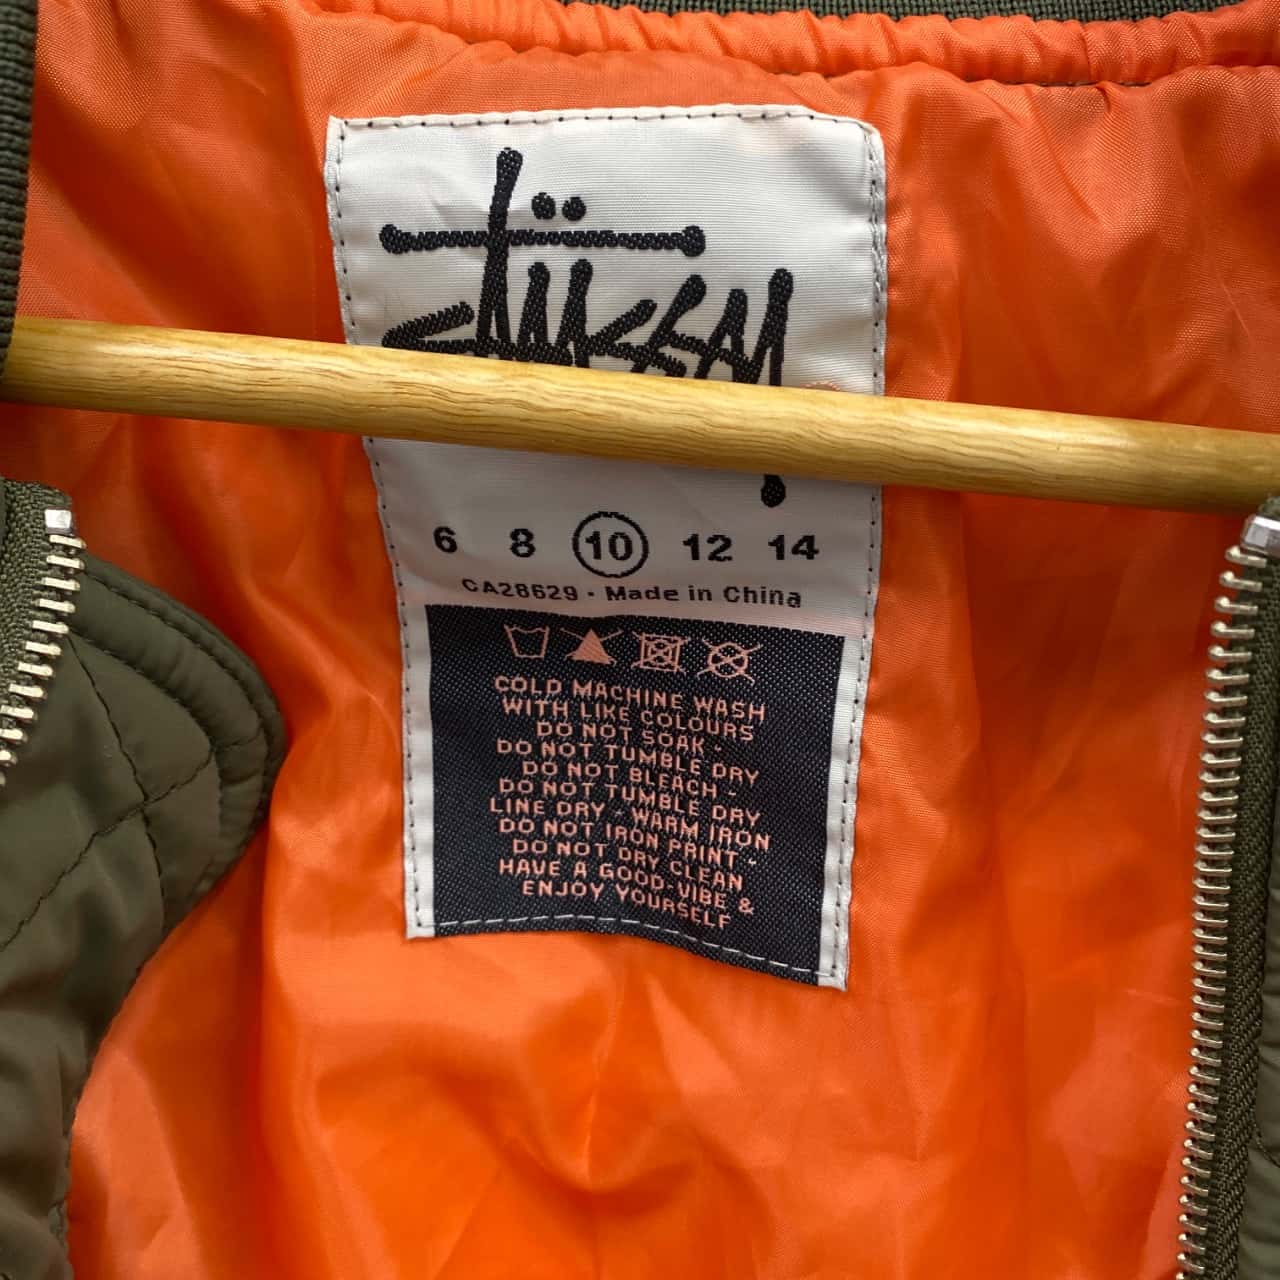 Stüssy
6 8 10 12 14
CA28629 · Made in China
COLD MACHINE WASH
WITH LIKE COLOURS
DO NOT SOAK -
DO NOT TUMBLE DRY
DO NOT BLEACH -
DO NOT TUMBLE DRY
LINE DRY - WARM IRON
DO NOT IRON PRINT -
DO NOT DRY CLEAN
HAVE A GOOD-VIBE &
ENJOY YOURSELF